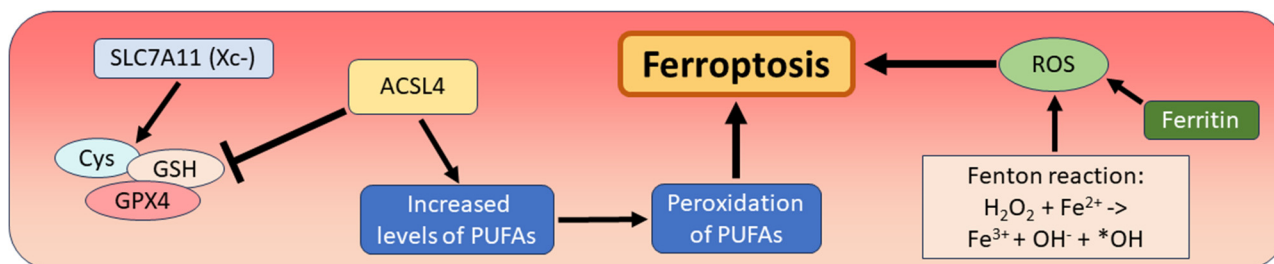 SLC7A11 (Xc-)
ACSL4
Ferroptosis
ROS
Ferritin
Cys
GSH
GPX4
Increased
levels of PUFAs
Peroxidation
of PUFAs
Fenton reaction:
H₂O₂ + Fe²⁺ ->
Fe³⁺ + OH⁻ + *OH